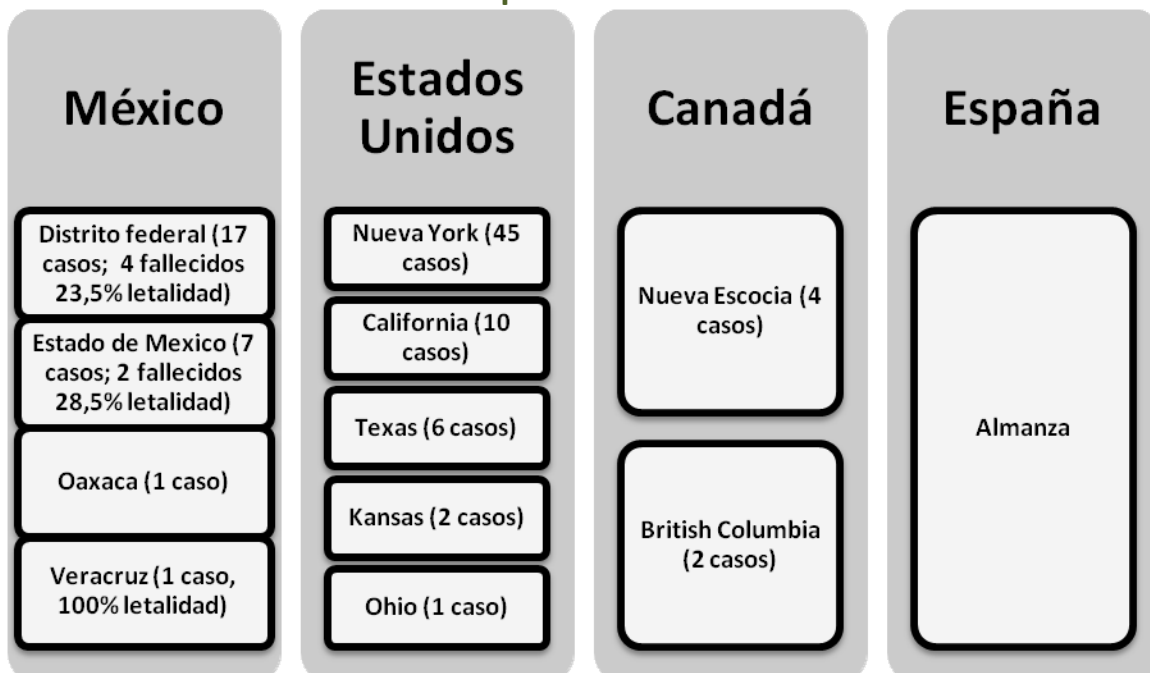 México
Distrito federal (17
casos;  4 fallecidos
23,5% letalidad)
Estado de Mexico (7
casos; 2 fallecidos
28,5% letalidad)
Oaxaca (1 caso)
Veracruz (1 caso,
100% letalidad)
Estados
Unidos
Nueva York (45
casos)
California (10
casos)
Texas (6 casos)
Kansas (2 casos)
Ohio (1 caso)
Canadá
Nueva Escocia (4
casos)
British Columbia
(2 casos)
España
Almanza